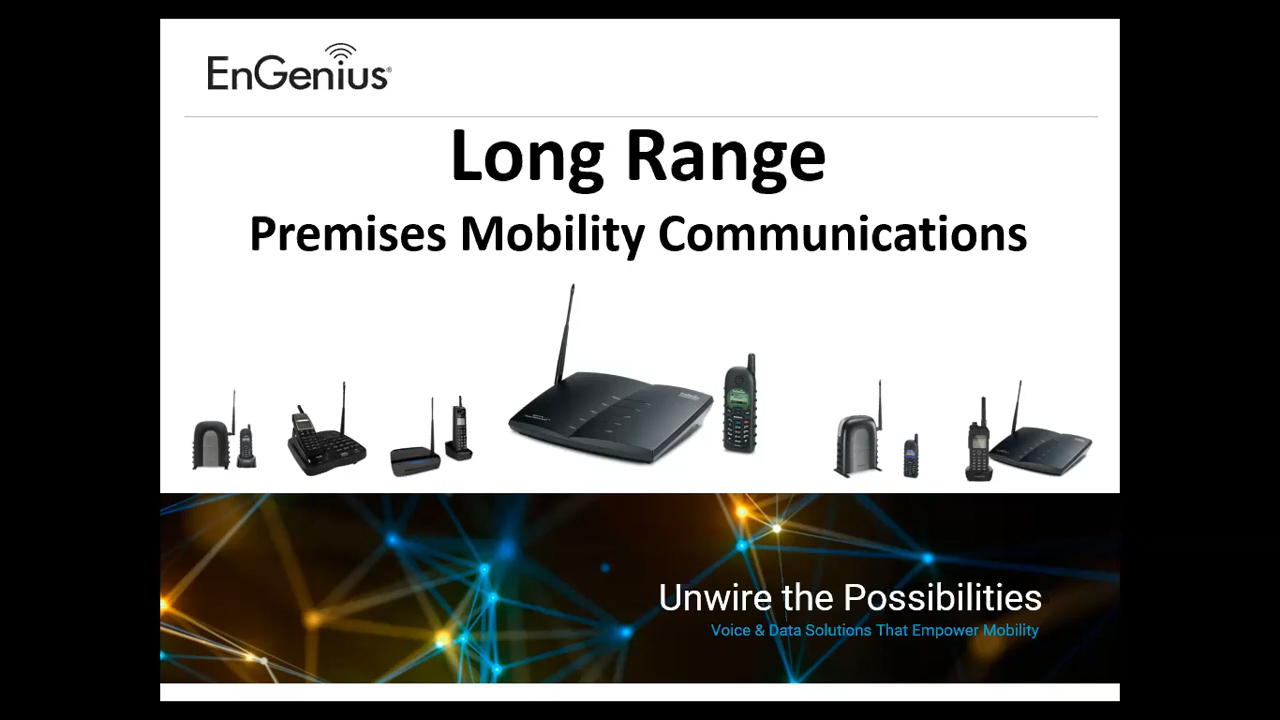 EnGenius®
Long Range
Premises Mobility Communications
Unwire the Possibilities
Voice & Data Solutions That Empower Mobility